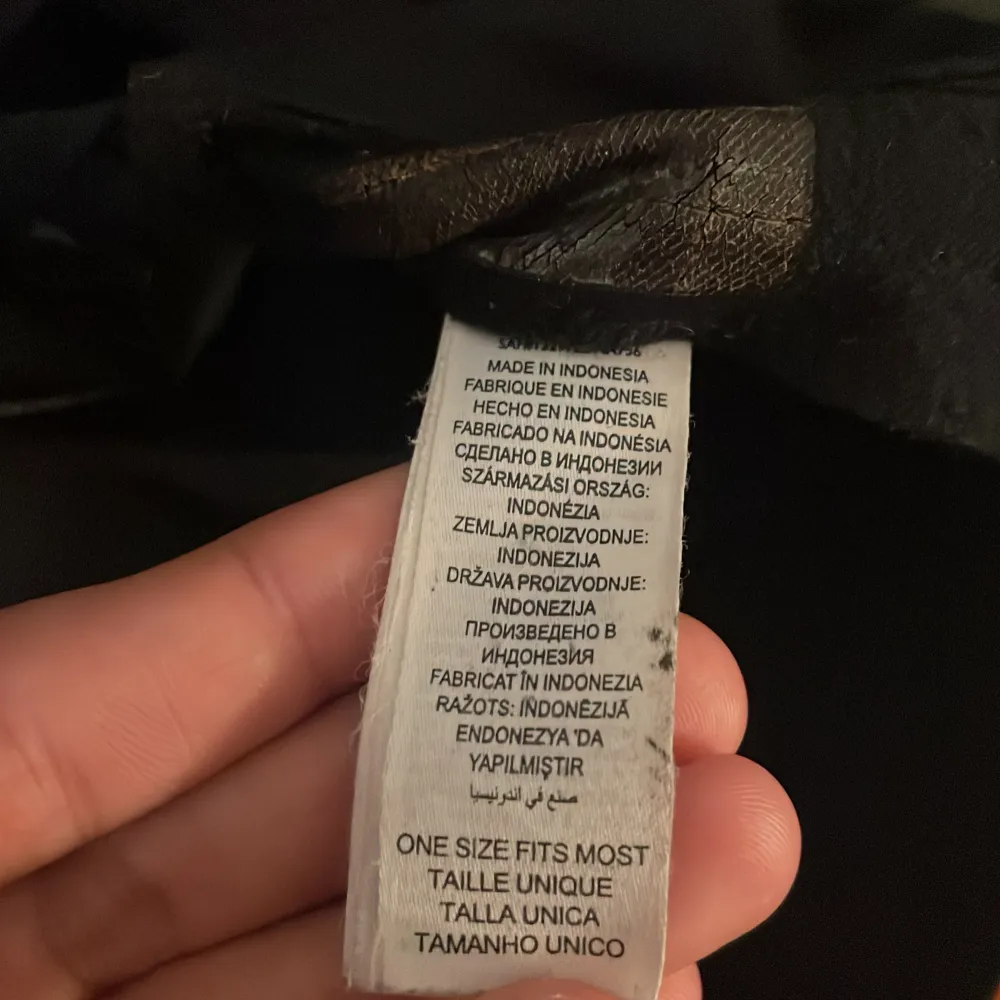 MADE IN INDONESIA
FABRIQUE EN INDONESIE
HECHO EN INDONESIA
FABRICADO NA INDONÉSIA
СДЕЛАНО В ИНДОНЕЗИИ
SZÁRMAZÁSI ORSZÁG:
INDONÉZIA
ZEMLJA PROIZVODNJE:
INDONEZIJA
DRŽAVA PROIZVODNJE:
INDONEZIJA
ПРОИЗВЕДЕНО В
ИНДОНЕЗИЯ
FABRICAT ÎN INDONEZIA
RAŽOTS: INDONĒZIJĀ
ENDONEZYA 'DA
YAPILMIŞTIR
صنع في اندونيسيا
ONE SIZE FITS MOST
TAILLE UNIQUE
TALLA UNICA
TAMANHO UNICO